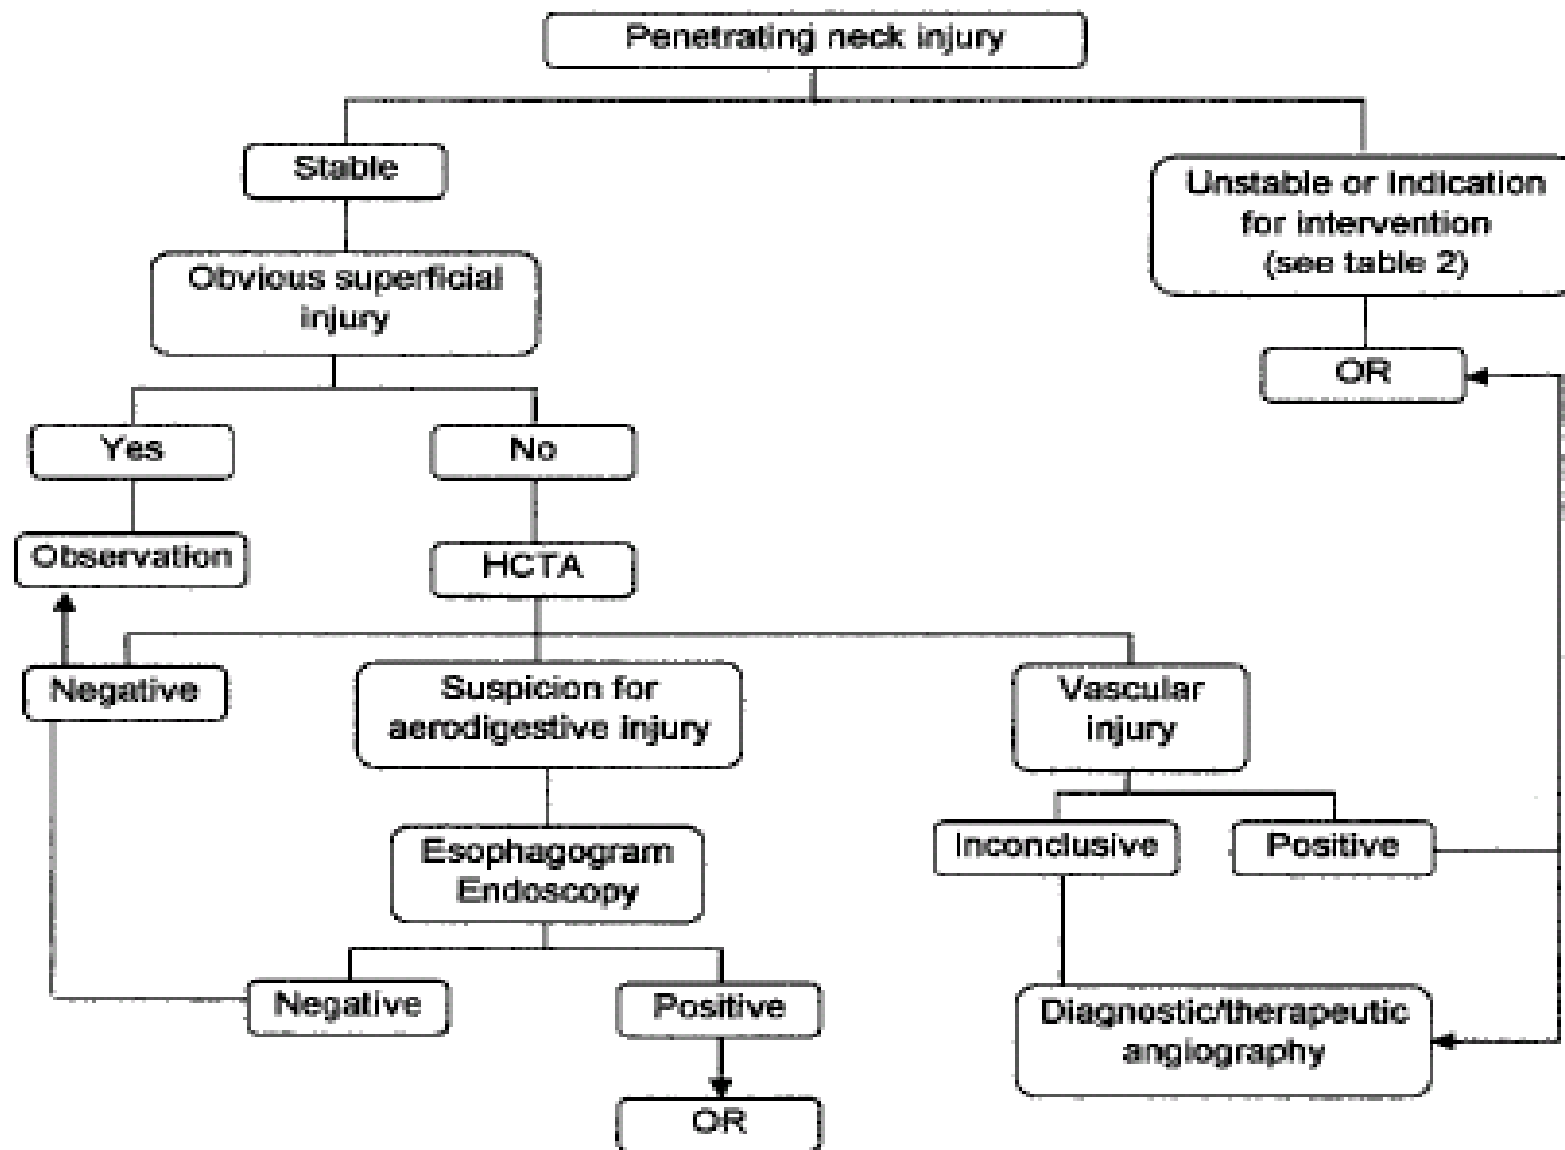 Penetrating neck injury
Stable
Unstable or Indication
for intervention
(see table 2)
Obvious superficial
injury
OR
Yes
No
Observation
HCTA
Negative
Suspicion for
aerodigestive injury
Vascular
injury
Esophagogram
Endoscopy
Inconclusive
Positive
Negative
Positive
Diagnostic/therapeutic
angiography
OR